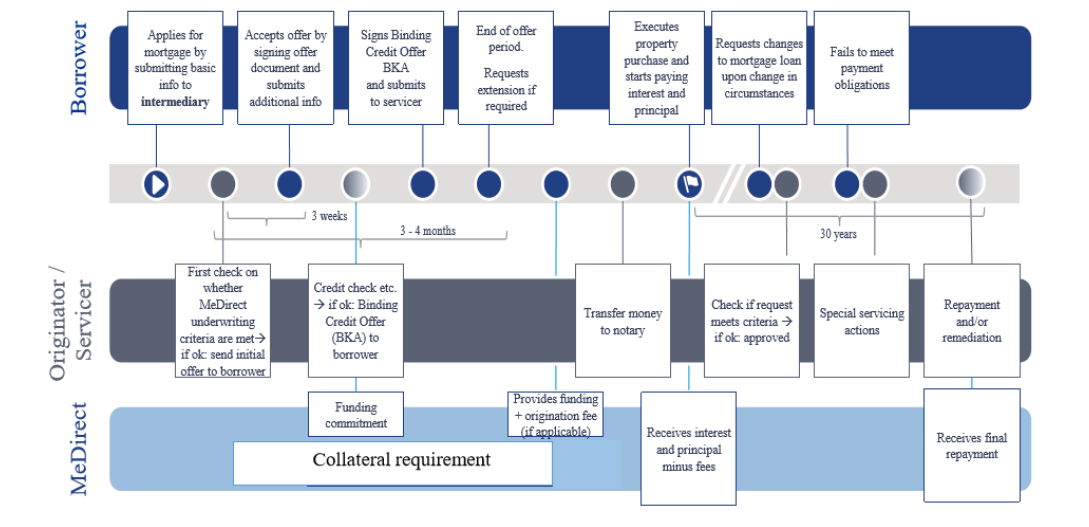 Borrower
Applies for
mortgage by
submitting basic
info to
intermediary
Accepts offer by
signing offer
document and
submits
additional info
Signs Binding
Credit Offer
BKA
and submits
to servicer
End of offer
period.
Requests
extension if
required
Executes
property
purchase and
starts paying
interest and
principal
Requests changes
to mortgage loan
upon change in
circumstances
Fails to meet
payment
obligations
3 weeks
3 - 4 months
30 years
Originator /
Servicer
First check on
whether
MeDirect
underwriting
criteria are met→
if ok: send initial
offer to borrower
Credit check etc.
→ if ok: Binding
Credit Offer
(BKA) to
borrower
Transfer money
to notary
Check if request
meets criteria →
if ok: approved
Special servicing
actions
Repayment
and/or
remediation
MeDirect
Funding
commitment
Provides funding
+ origination fee
(if applicable)
Collateral requirement
Receives interest
and principal
minus fees
Receives final
repayment